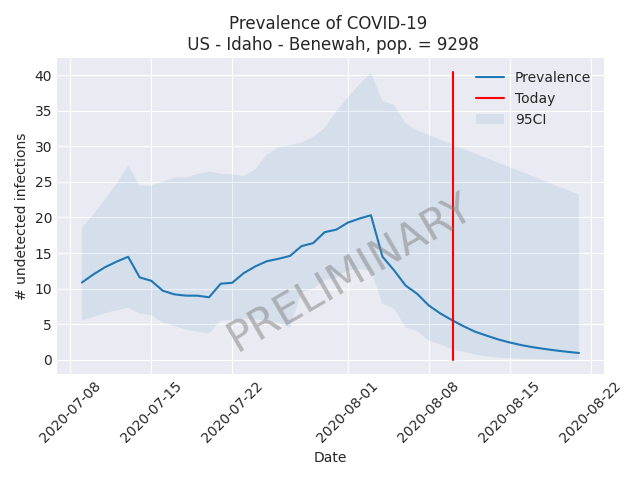 Prevalence of COVID-19
US - Idaho - Benewah, pop. = 9298
# undetected infections
40
35
30
25
20
15
10
5
0
Prevalence
Today
95CI
PRELIMINARY
2020-07-08
2020-07-15
2020-07-22
2020-08-01
2020-08-08
2020-08-15
2020-08-22
Date